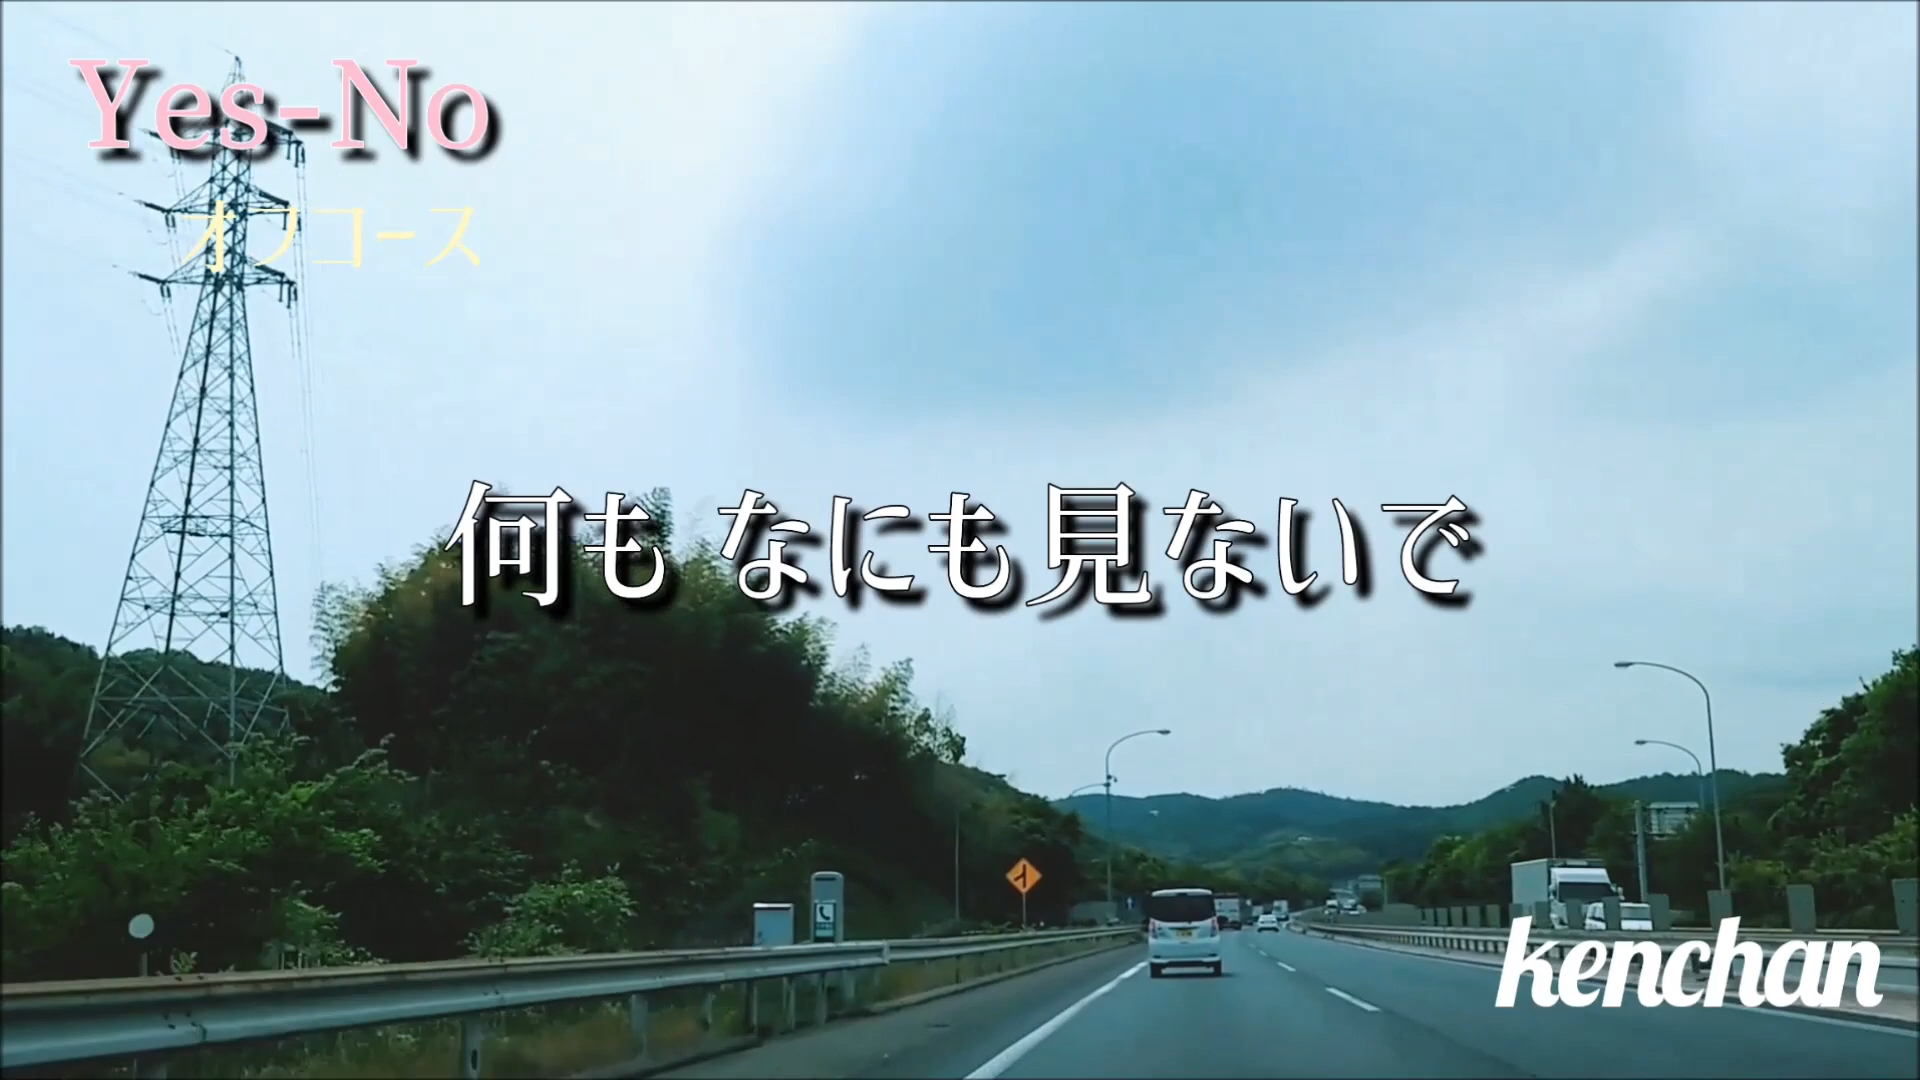 Yes-No
オフコース
何も なにも見ないで
kenchan